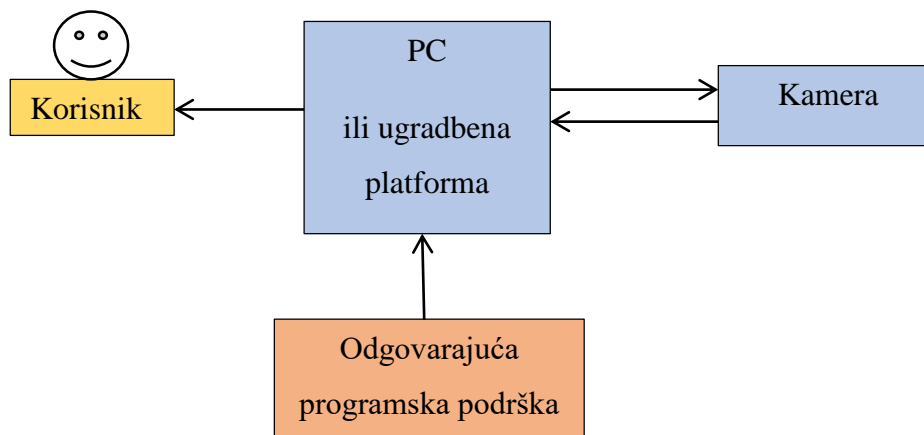 PC
Korisnik
ili ugradbena
platforma
Kamera
Odgovarajuća
programska podrška